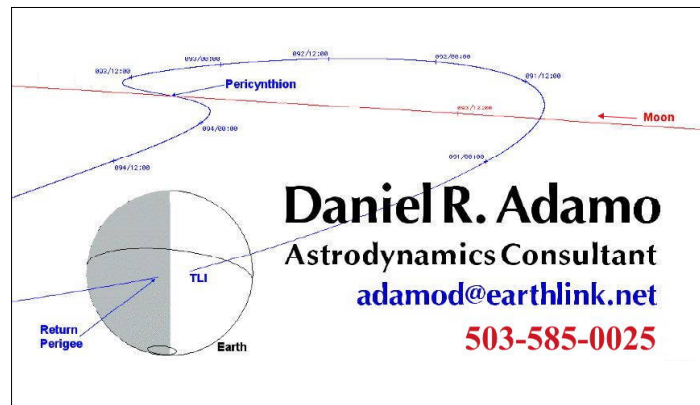 092/12:00
093/00:00
092/00:00
093/12:00
091/12:00
Pericynthion
093/12:00
Moon
094/00:00
094/12:00
091/00:00
Daniel R. Adamo
Astrodynamics Consultant
TLI
adamod@earthlink.net
Return
Perigee
Earth
503-585-0025